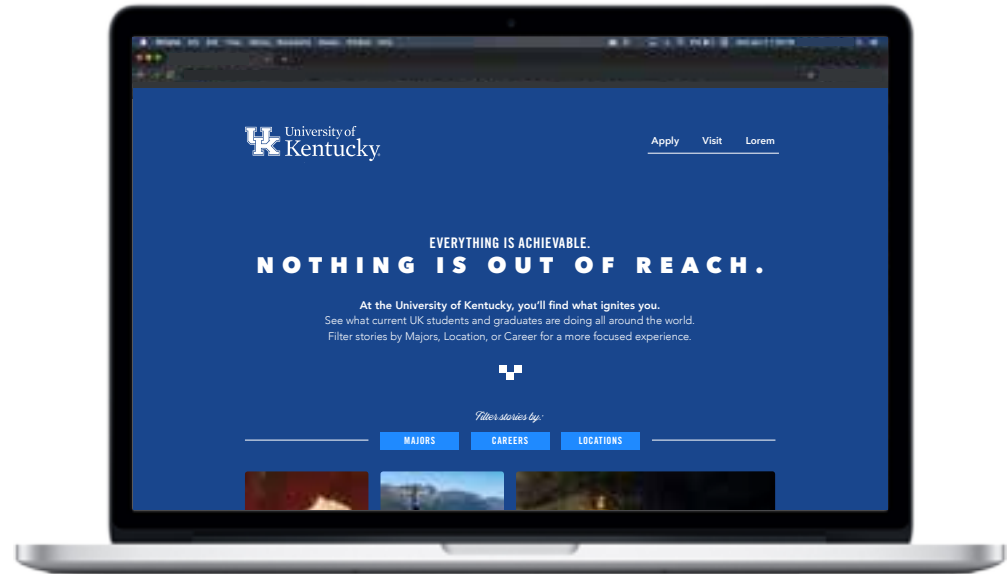 University of
Kentucky
Apply Visit Lorem
EVERYTHING IS ACHIEVABLE.
NOTHING IS OUT OF REACH.
At the University of Kentucky, you'll find what ignites you.
See what current UK students and graduates are doing all around the world.
Filter stories by Majors, Location, or Career for a more focused experience.
Filter stories by:
MAJORS CAREERS LOCATIONS